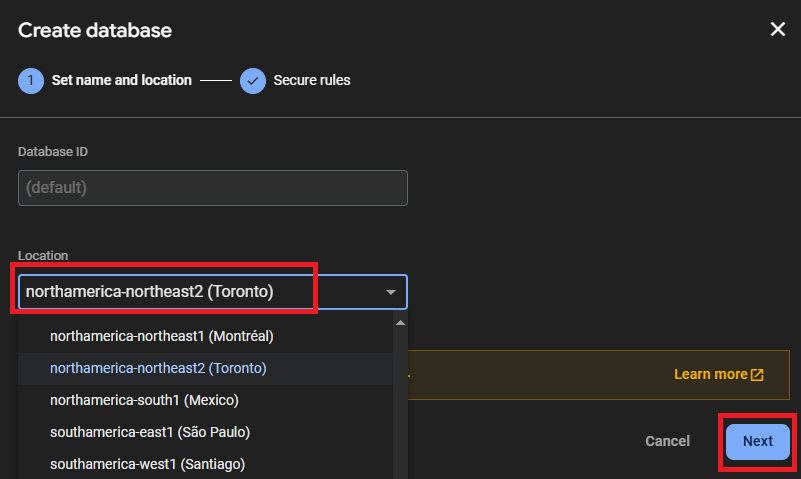 Create database
1 Set name and location Secure rules
Database ID
(default)
Location
northamerica-northeast2 (Toronto)
northamerica-northeast1 (Montréal)
northamerica-northeast2 (Toronto)
Learn more
northamerica-south1 (Mexico)
southamerica-east1 (São Paulo)
southamerica-west1 (Santiago)
Cancel
Next